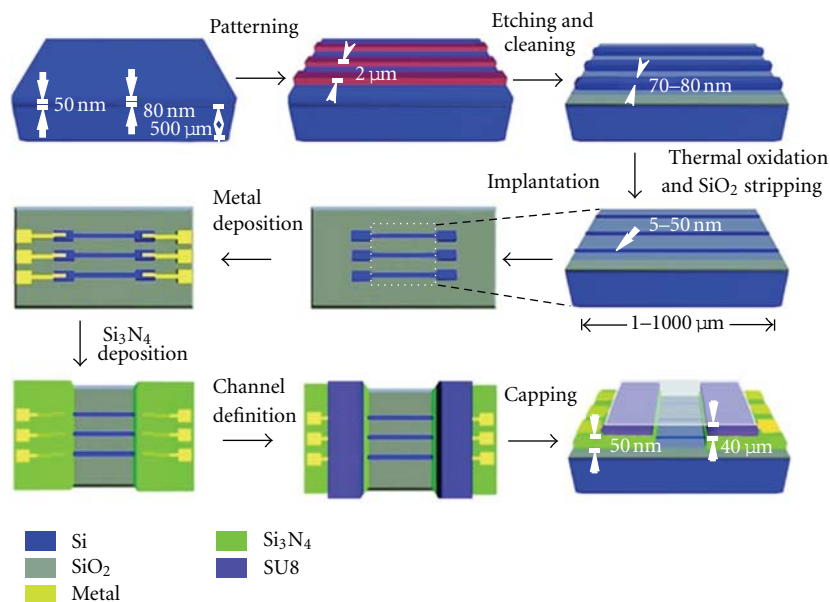 Patterning
Etching and
cleaning
50 nm
80 nm
500 μm
2 μm
70–80 nm
Thermal oxidation
and SiO₂ stripping
Implantation
Metal
deposition
5–50 nm
1–1000 μm
Si₃N₄
deposition
Channel
definition
Capping
50 nm
40 μm
Si
SiO₂
Metal
Si₃N₄
SU8